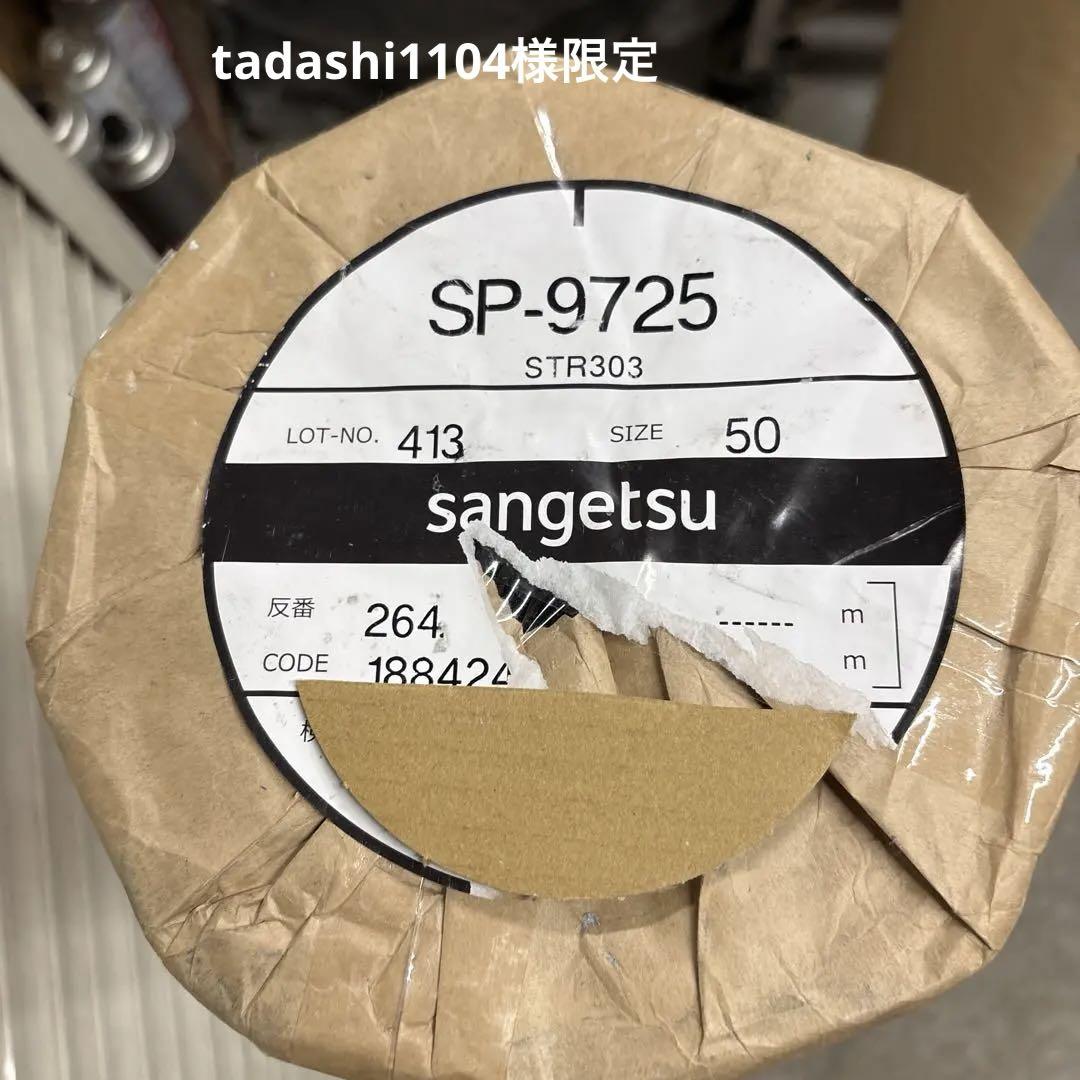 tadashi1104様限定
SP-9725
STR303
LOT-NO. 413 SIZE 50
sangetsu
反番 264 ------ m
CODE 188424 m